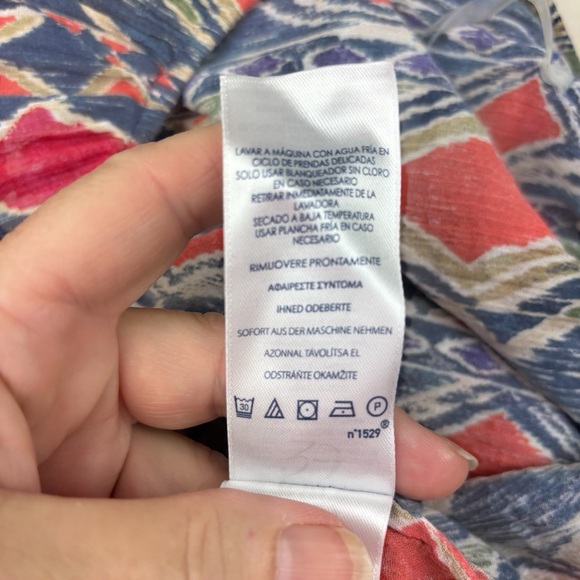 LAVAR A MÁQUINA CON AGUA FRÍA EN
CICLO DE PRENDAS DELICADAS
SOLO USAR BLANQUEADOR SIN CLORO
EN CASO NECESARIO
RETIRAR INMEDIATAMENTE DE LA
LAVADORA
SECADO A BAJA TEMPERATURA
USAR PLANCHA FRÍA EN CASO
NECESARIO
RIMUOVERE PRONTAMENTE
ΑΦΑΙΡΕΣΤΕ ΣΥΝΤΟΜΑ
IHNED ODEBERTE
SOFORT AUS DER MASCHINE NEHMEN
AZONNAL TÁVOLÍTSA EL
ODSTRÁŇTE OKAMŽITE
30 P
n°1529®